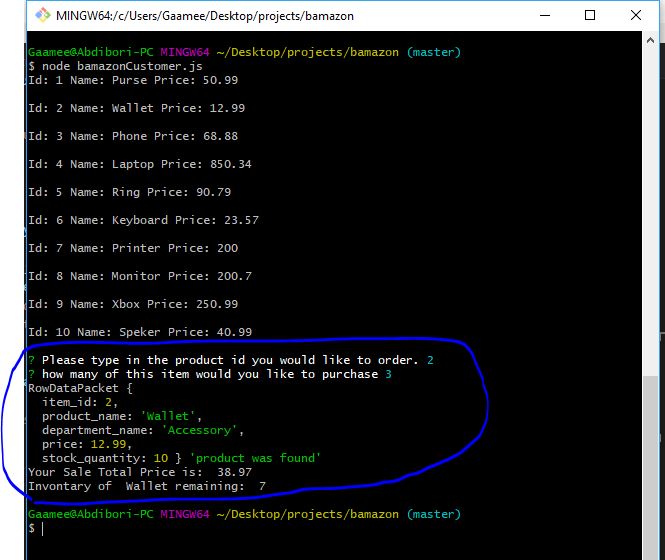 MINGW64:/c/Users/Gaamee/Desktop/projects/bamazon
Gaamee@Abdibori-PC MINGW64 ~/Desktop/projects/bamazon (master)
$ node bamazonCustomer.js
Id: 1 Name: Purse Price: 50.99
Id: 2 Name: Wallet Price: 12.99
Id: 3 Name: Phone Price: 68.88
Id: 4 Name: Laptop Price: 850.34
Id: 5 Name: Ring Price: 90.79
Id: 6 Name: Keyboard Price: 23.57
Id: 7 Name: Printer Price: 200
Id: 8 Name: Monitor Price: 200.7
Id: 9 Name: Xbox Price: 250.99
Id: 10 Name: Speker Price: 40.99
? Please type in the product id you would like to order. 2
? how many of this item would you like to purchase 3
RowDataPacket {
item_id: 2,
product_name: 'Wallet',
department_name: 'Accessory',
price: 12.99,
stock_quantity: 10 } 'product was found'
Your Sale Total Price is:  38.97
Invontary of  Wallet remaining:  7
Gaamee@Abdibori-PC MINGW64 ~/Desktop/projects/bamazon (master)
$